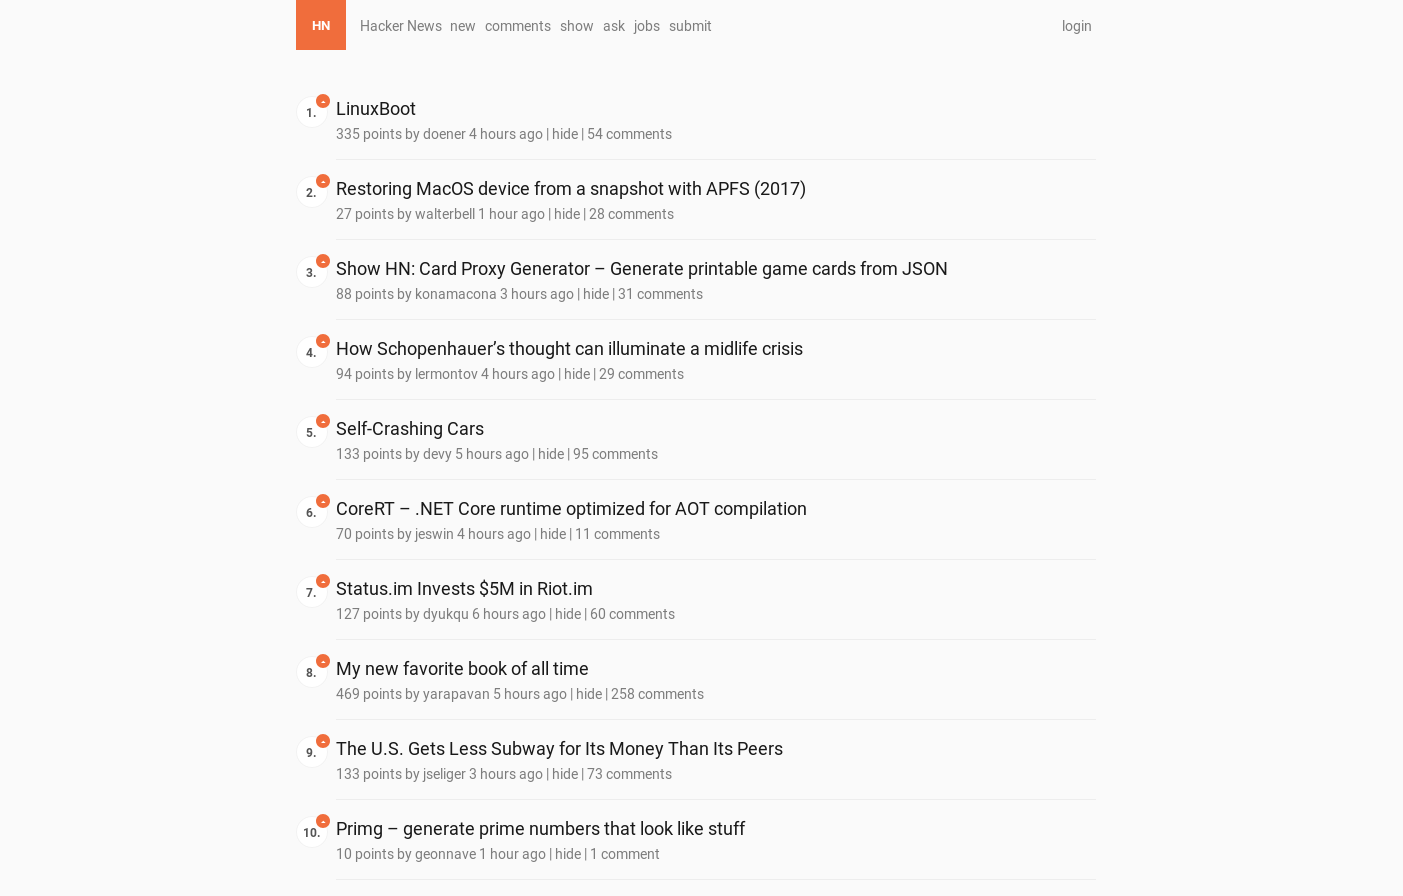 HN Hacker News new comments show ask jobs submit login
1. LinuxBoot
335 points by doener 4 hours ago | hide | 54 comments
2. Restoring MacOS device from a snapshot with APFS (2017)
27 points by walterbell 1 hour ago | hide | 28 comments
3. Show HN: Card Proxy Generator – Generate printable game cards from JSON
88 points by konamacona 3 hours ago | hide | 31 comments
4. How Schopenhauer’s thought can illuminate a midlife crisis
94 points by lermontov 4 hours ago | hide | 29 comments
5. Self-Crashing Cars
133 points by devy 5 hours ago | hide | 95 comments
6. CoreRT – .NET Core runtime optimized for AOT compilation
70 points by jeswin 4 hours ago | hide | 11 comments
7. Status.im Invests $5M in Riot.im
127 points by dyukqu 6 hours ago | hide | 60 comments
8. My new favorite book of all time
469 points by yarapavan 5 hours ago | hide | 258 comments
9. The U.S. Gets Less Subway for Its Money Than Its Peers
133 points by jseliger 3 hours ago | hide | 73 comments
10. Primg – generate prime numbers that look like stuff
10 points by geonnave 1 hour ago | hide | 1 comment